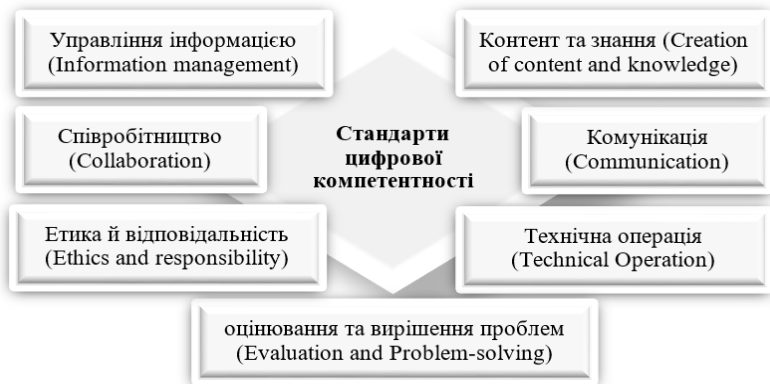 Управління інформацією
(Information management)
Контент та знання (Creation
of content and knowledge)
Співробітництво
(Collaboration)
Стандарти
цифрової
компетентності
Комунікація
(Communication)
Етика й відповідальність
(Ethics and responsibility)
Технічна операція
(Technical Operation)
оцінювання та вирішення проблем
(Evaluation and Problem-solving)